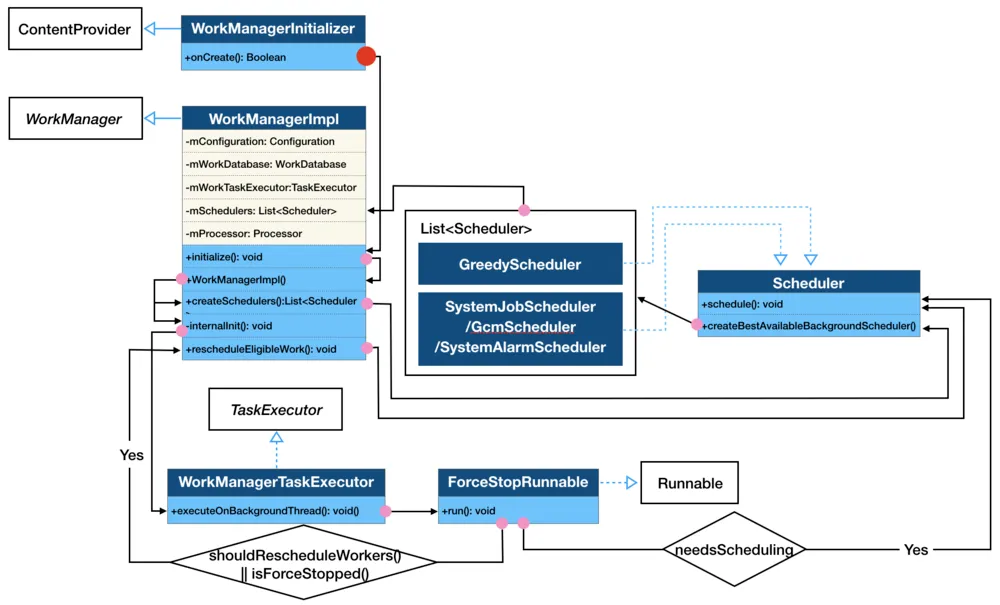 ContentProvider
WorkManagerInitializer
+onCreate(): Boolean
WorkManager
WorkManagerImpl
-mConfiguration: Configuration
-mWorkDatabase: WorkDatabase
-mWorkTaskExecutor:TaskExecutor
-mSchedulers: List<Scheduler>
-mProcessor: Processor
+initialize(): void
+WorkManagerImpl()
+createSchedulers():List<Scheduler
-internalInit(): void
+rescheduleEligibleWork(): void
List<Scheduler>
GreedyScheduler
SystemJobScheduler
/GcmScheduler
/SystemAlarmScheduler
Scheduler
+schedule(): void
+createBestAvailableBackgroundScheduler()
TaskExecutor
Yes
WorkManagerTaskExecutor
+executeOnBackgroundThread(): void()
ForceStopRunnable
+run(): void
Runnable
shouldRescheduleWorkers()
|| isForceStopped()
needsScheduling
Yes